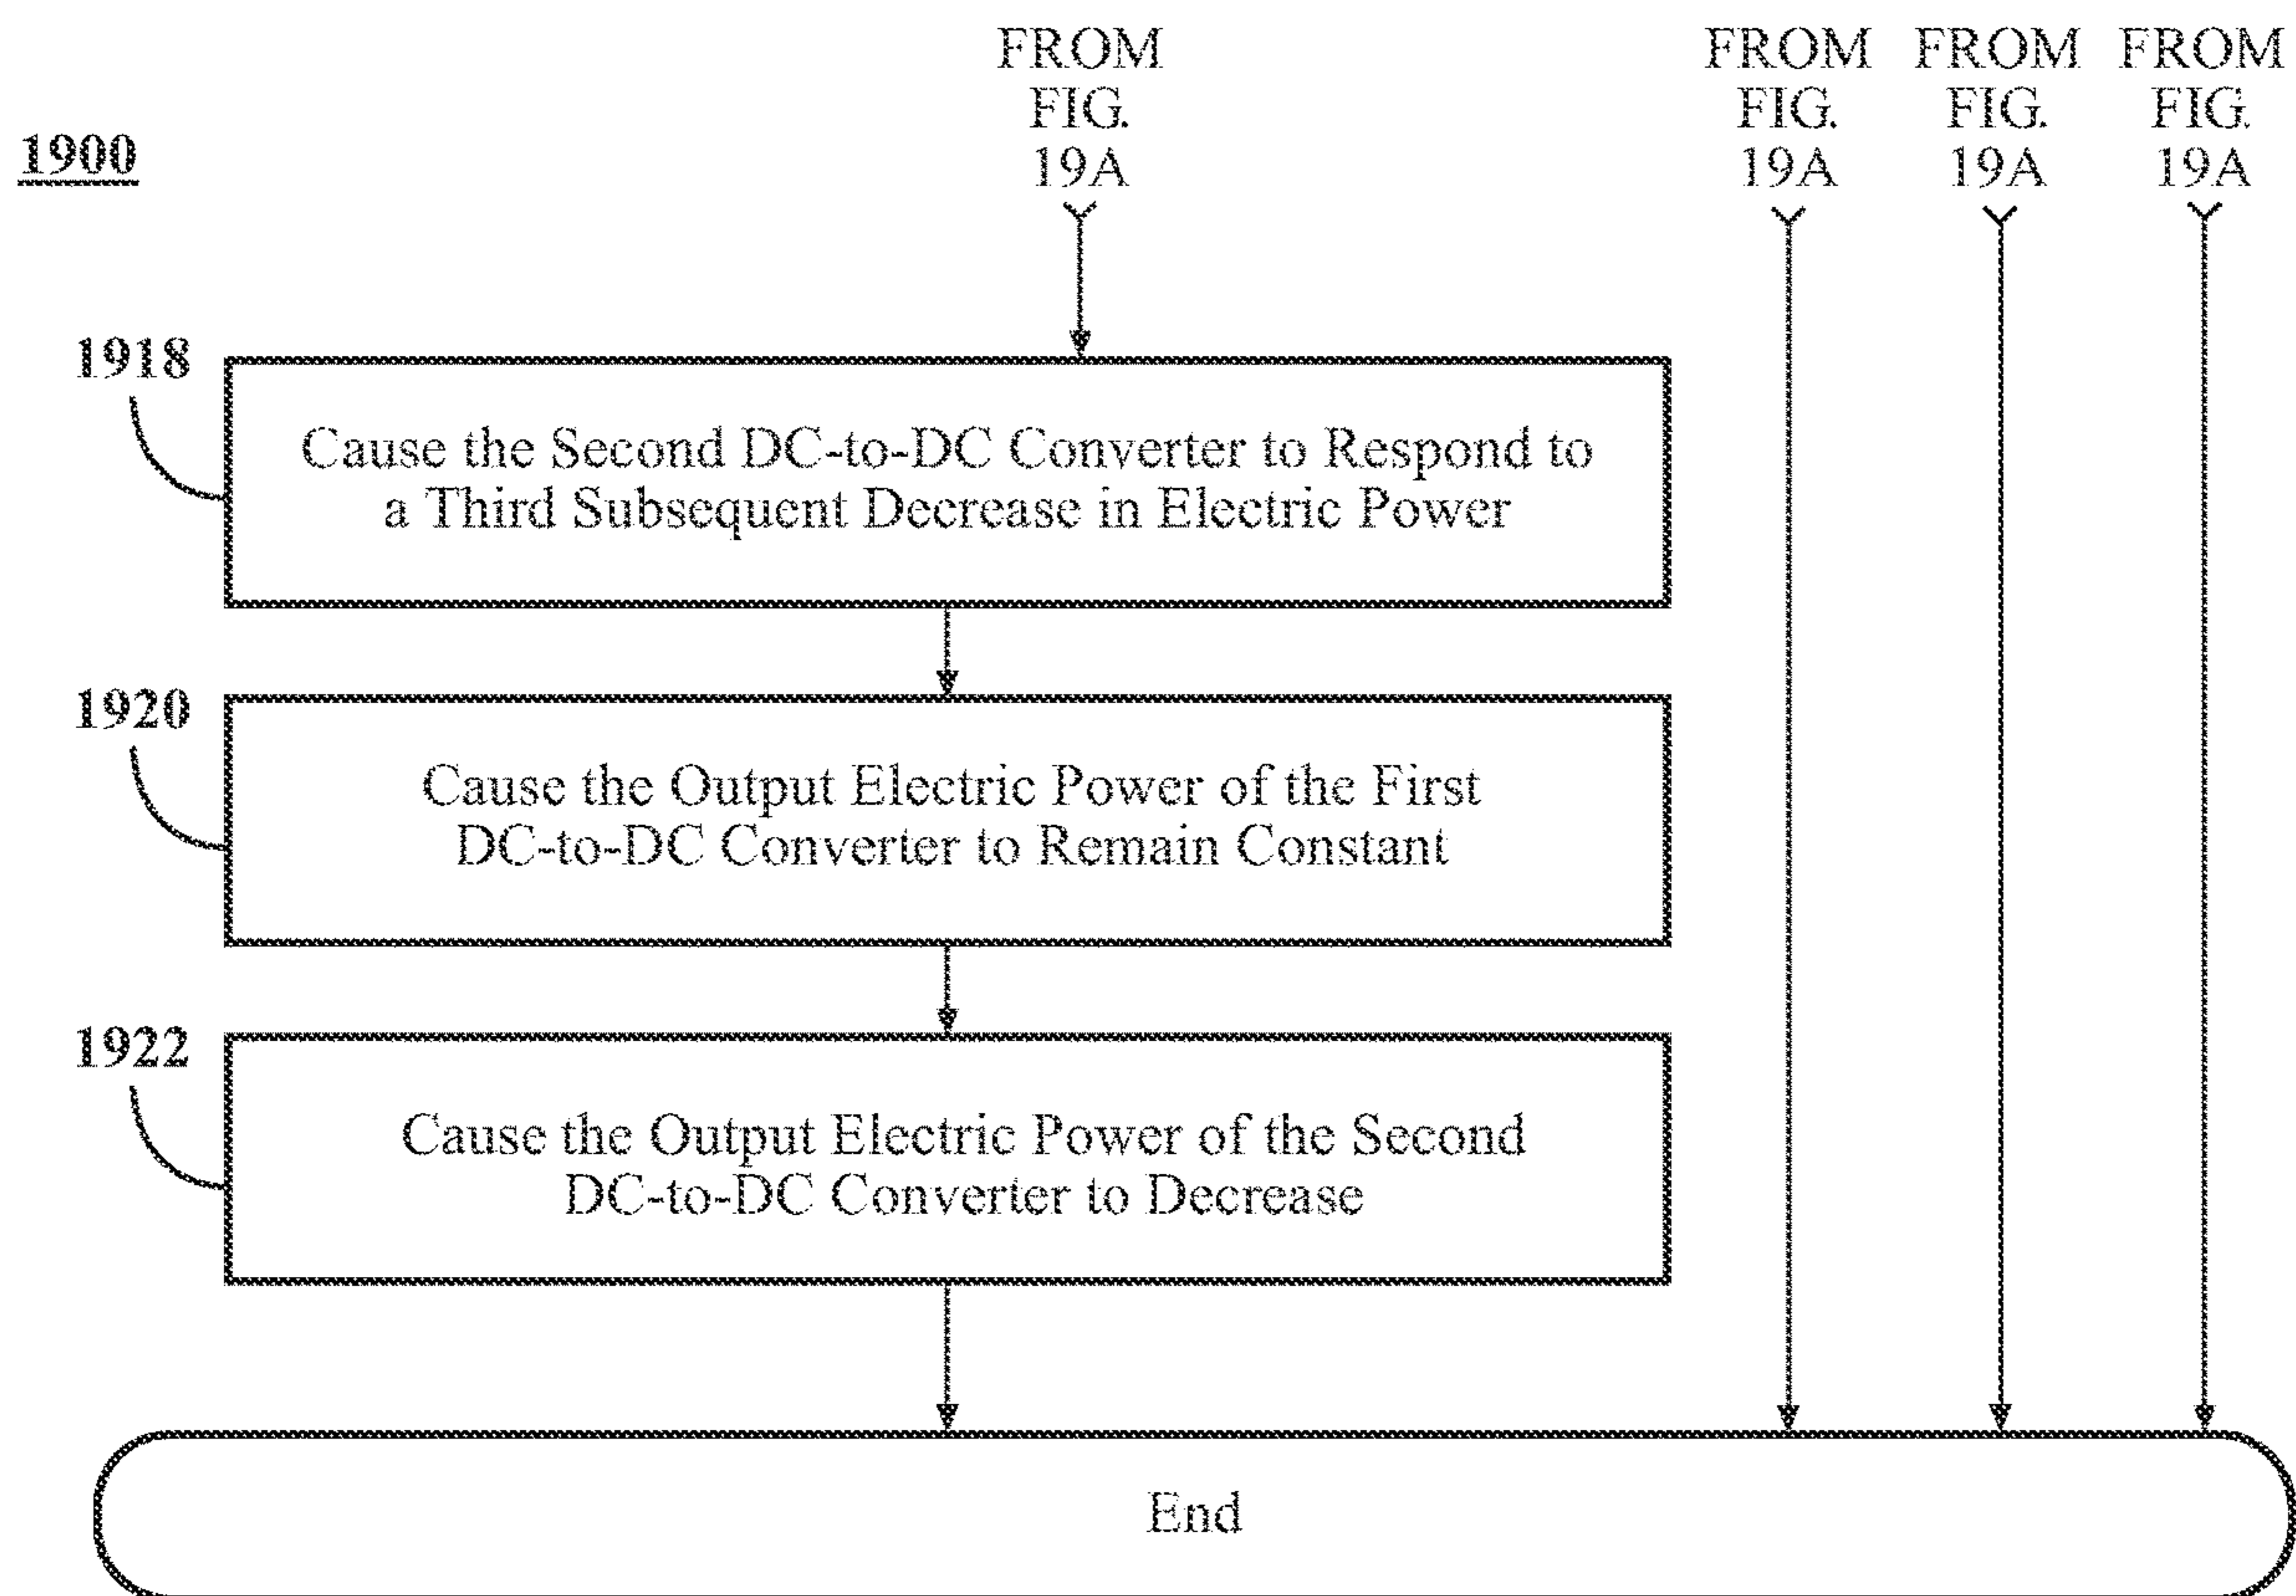 FROM
FIG.
19A
FROM
FIG.
19A
FROM
FIG.
19A
FROM
FIG.
19A
1900
1918
Cause the Second DC-to-DC Converter to Respond to
a Third Subsequent Decrease in Electric Power
1920
Cause the Output Electric Power of the First
DC-to-DC Converter to Remain Constant
1922
Cause the Output Electric Power of the Second
DC-to-DC Converter to Decrease
End